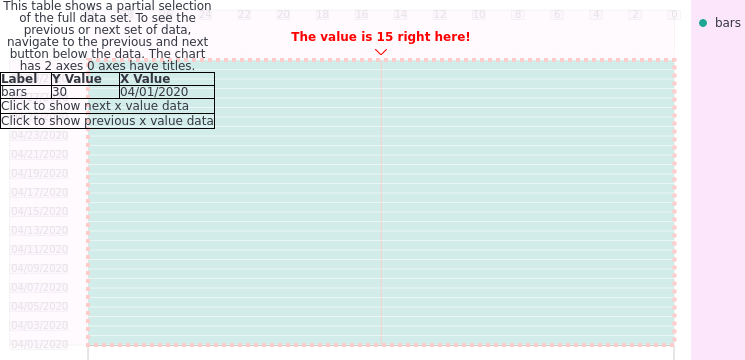 This table shows a partial selection
of the full data set. To see the
previous or next set of data,
navigate to the previous and next
button below the data. The chart
has 2 axes 0 axes have titles.
Label Y Value X Value
bars 30 04/01/2020
Click to show next x value data
Click to show previous x value data
24 22 20 18 16 14 12 10 8 6 4 2 0
The value is 15 right here!
bars
04/23/2020
04/21/2020
04/19/2020
04/17/2020
04/15/2020
04/13/2020
04/11/2020
04/09/2020
04/07/2020
04/05/2020
04/03/2020
04/01/2020